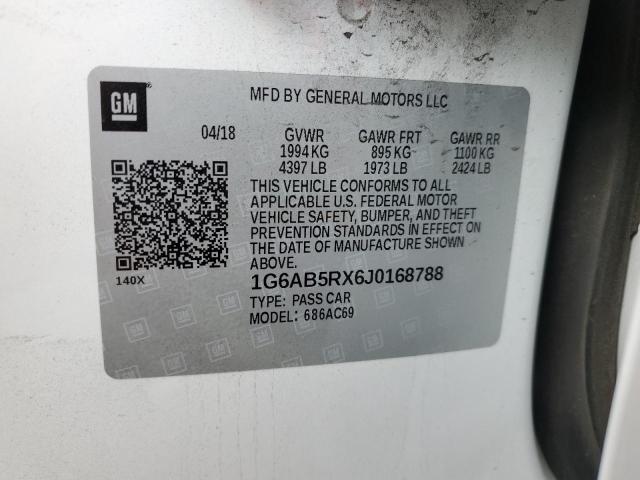 GM
MFD BY GENERAL MOTORS LLC
04/18 GVWR GAWR FRT GAWR RR
1994 KG 895 KG 1100 KG
4397 LB 1973 LB 2424 LB
THIS VEHICLE CONFORMS TO ALL
APPLICABLE U.S. FEDERAL MOTOR
VEHICLE SAFETY, BUMPER, AND THEFT
PREVENTION STANDARDS IN EFFECT ON
THE DATE OF MANUFACTURE SHOWN
ABOVE.
140X
1G6AB5RX6J0168788
TYPE: PASS CAR
MODEL: 686AC69